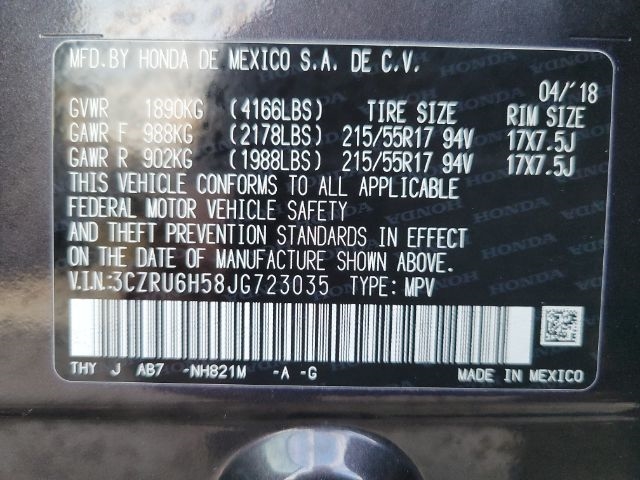 MFD.BY HONDA DE MEXICO S.A. DE C.V.
04/'18
GVWR 1890KG (4166LBS) TIRE SIZE RIM SIZE
GAWR F 988KG (2178LBS) 215/55R17 94V 17X7.5J
GAWR R 902KG (1988LBS) 215/55R17 94V 17X7.5J
THIS VEHICLE CONFORMS TO ALL APPLICABLE
FEDERAL MOTOR VEHICLE SAFETY
AND THEFT PREVENTION STANDARDS IN EFFECT
ON THE DATE OF MANUFACTURE SHOWN ABOVE.
V.I.N.:3CZRU6H58JG723035 TYPE: MPV
THY J AB7 -NH821M -A -G MADE IN MEXICO